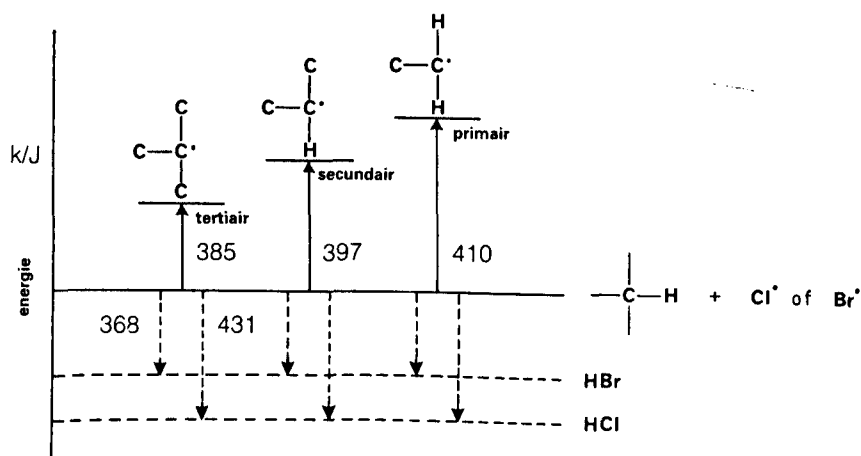 H
C C—C•
C C—C• H
C—C• H primair
k/J C secundair
tertiair
385 397 410
energie
—C—H + Cl• of Br•
368 431
HBr
HCl